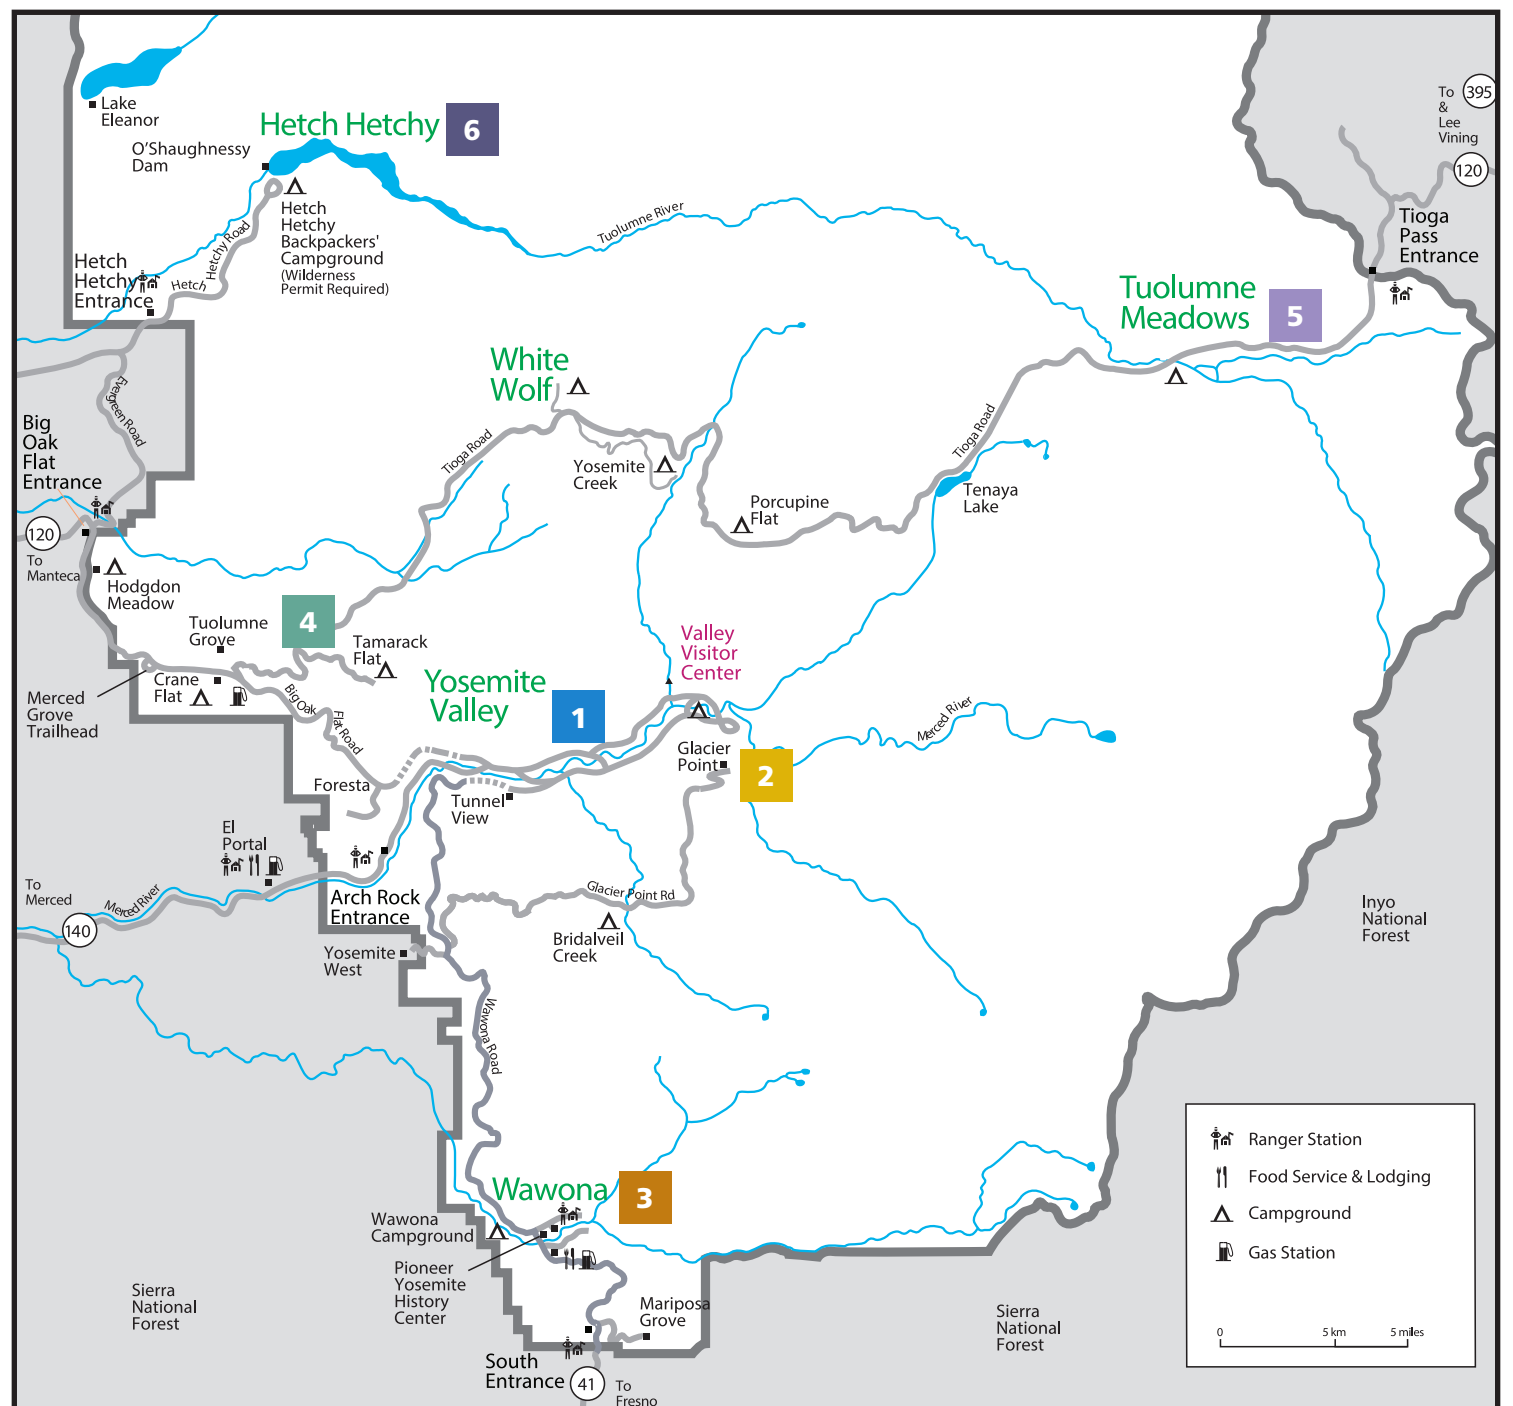 Lake
Eleanor
Hetch Hetchy
6
O'Shaughnessy
Dam
Hetch
Hetchy
Backpackers'
Campground
(Wilderness
Permit Required)
Hetchy Road
Hetch
Hetch
Hetchy
Entrance
Tuolumne River
To
&
Lee
Vining
395
120
Tioga
Pass
Entrance
Tuolumne
Meadows
5
White
Wolf
Evergreen Road
Big
Oak
Flat
Entrance
Tioga Road
Yosemite
Creek
Tioga Road
Porcupine
Flat
Tenaya
Lake
120
To
Manteca
Hodgdon
Meadow
4
Tuolumne
Grove
Tamarack
Flat
Valley
Visitor
Center
Crane
Flat
Merced
Grove
Trailhead
Big Oak
Flat Road
Yosemite
Valley
1
Merced River
Glacier
Point
2
Foresta
Tunnel
View
El
Portal
To
Merced
Merced River
140
Arch Rock
Entrance
Glacier Point Rd
Bridalveil
Creek
Yosemite
West
Inyo
National
Forest
Wawona Road
Wawona
3
Wawona
Campground
Pioneer
Yosemite
History
Center
Mariposa
Grove
Sierra
National
Forest
Sierra
National
Forest
South
Entrance
41
To
Fresno
Ranger Station
Food Service & Lodging
Campground
Gas Station
0
5 km
5 miles